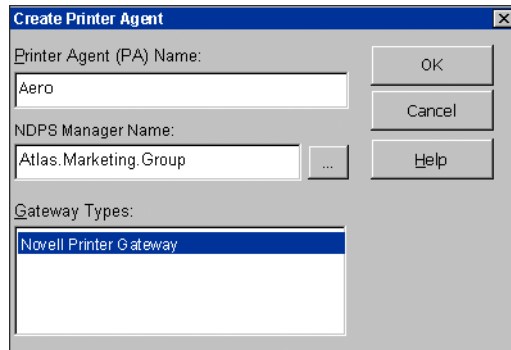 Create Printer Agent
Printer Agent (PA) Name:
Aero
NDPS Manager Name:
Atlas.Marketing.Group
...
Gateway Types:
Novell Printer Gateway
OK
Cancel
Help